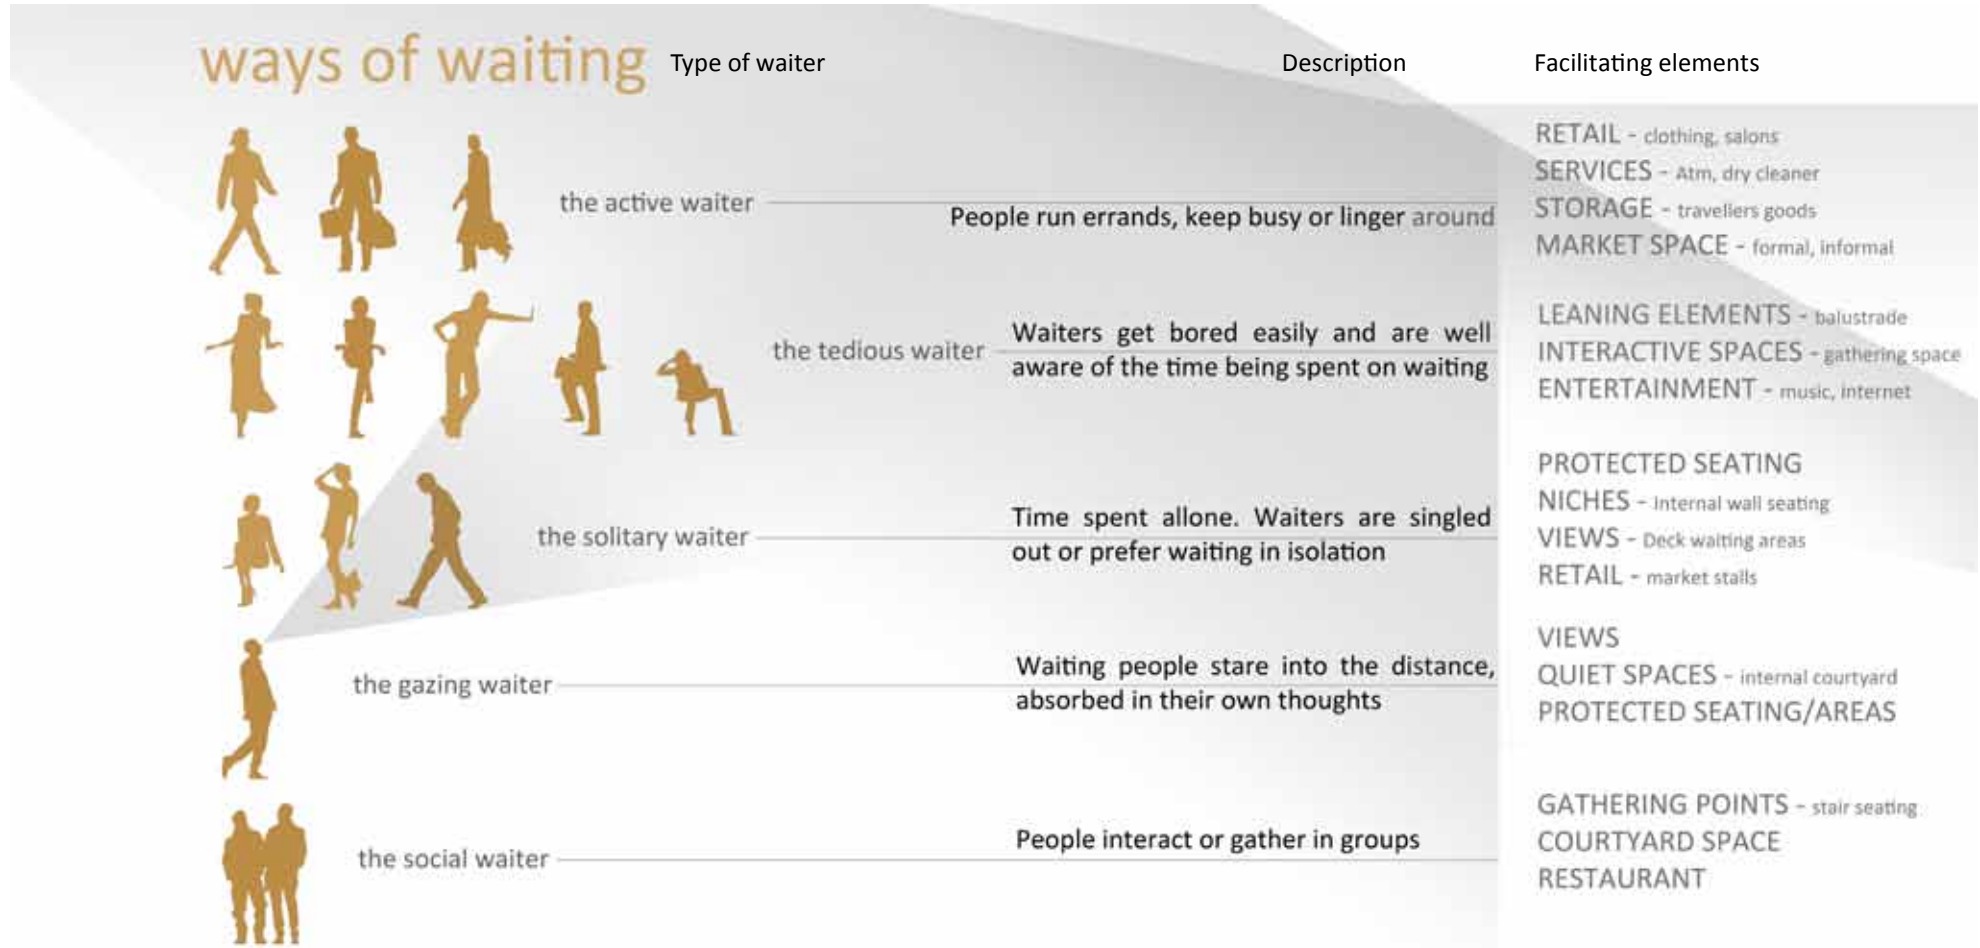 ways of waiting Type of waiter Description Facilitating elements
the active waiter
People run errands, keep busy or linger around
RETAIL - clothing, salons
SERVICES - Atm, dry cleaner
STORAGE - travellers goods
MARKET SPACE - formal, informal
the tedious waiter
Waiters get bored easily and are well
aware of the time being spent on waiting
LEANING ELEMENTS - balustrade
INTERACTIVE SPACES - gathering space
ENTERTAINMENT - music, internet
the solitary waiter
Time spent allone. Waiters are singled
out or prefer waiting in isolation
PROTECTED SEATING
NICHES - Internal wall seating
VIEWS - Deck waiting areas
RETAIL - market stalls
the gazing waiter
Waiting people stare into the distance,
absorbed in their own thoughts
VIEWS
QUIET SPACES - internal courtyard
PROTECTED SEATING/AREAS
the social waiter
People interact or gather in groups
GATHERING POINTS - stair seating
COURTYARD SPACE
RESTAURANT